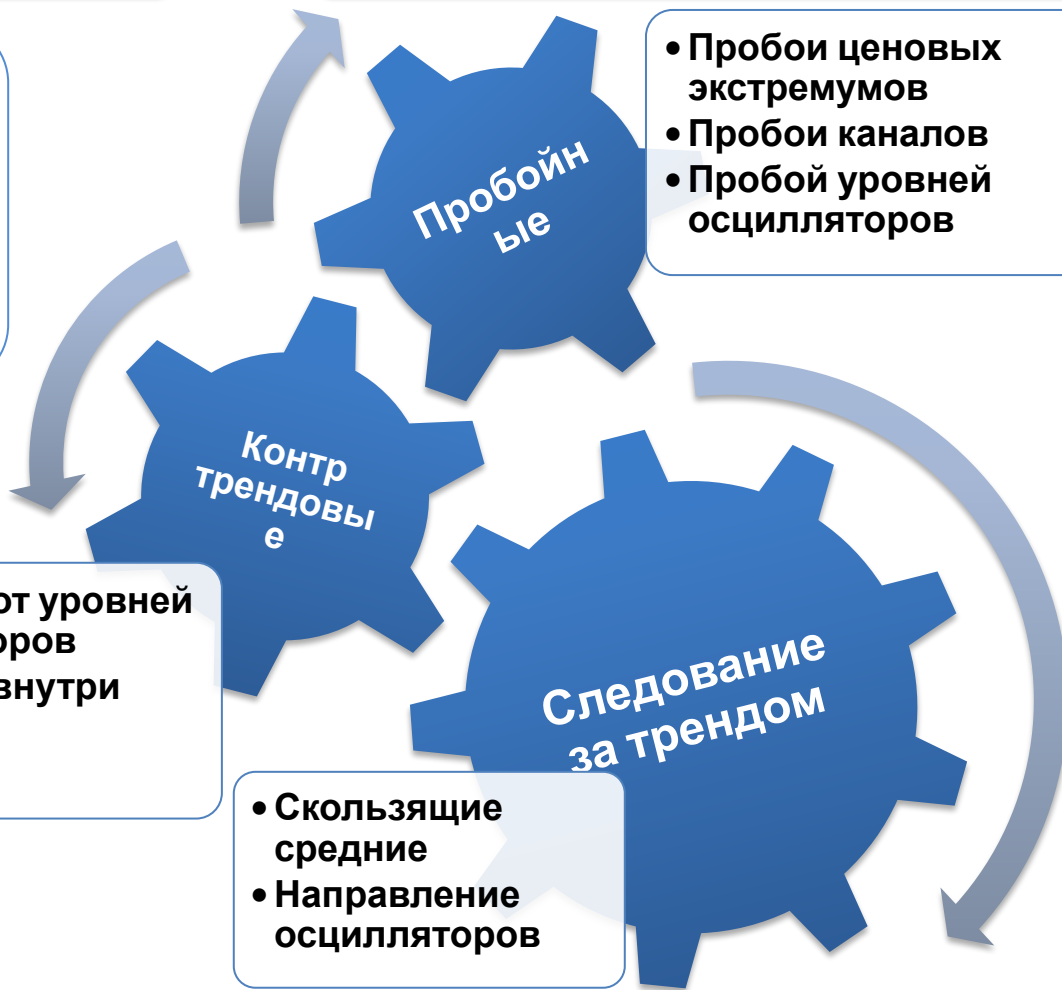 • Пробои ценовых
экстремумов
• Пробои каналов
• Пробой уровней
осцилляторов
Пробойн
ые
Контр
трендовы
е
от уровней
оров
внутри
Следование
за трендом
• Скользящие
средние
• Направление
осцилляторов